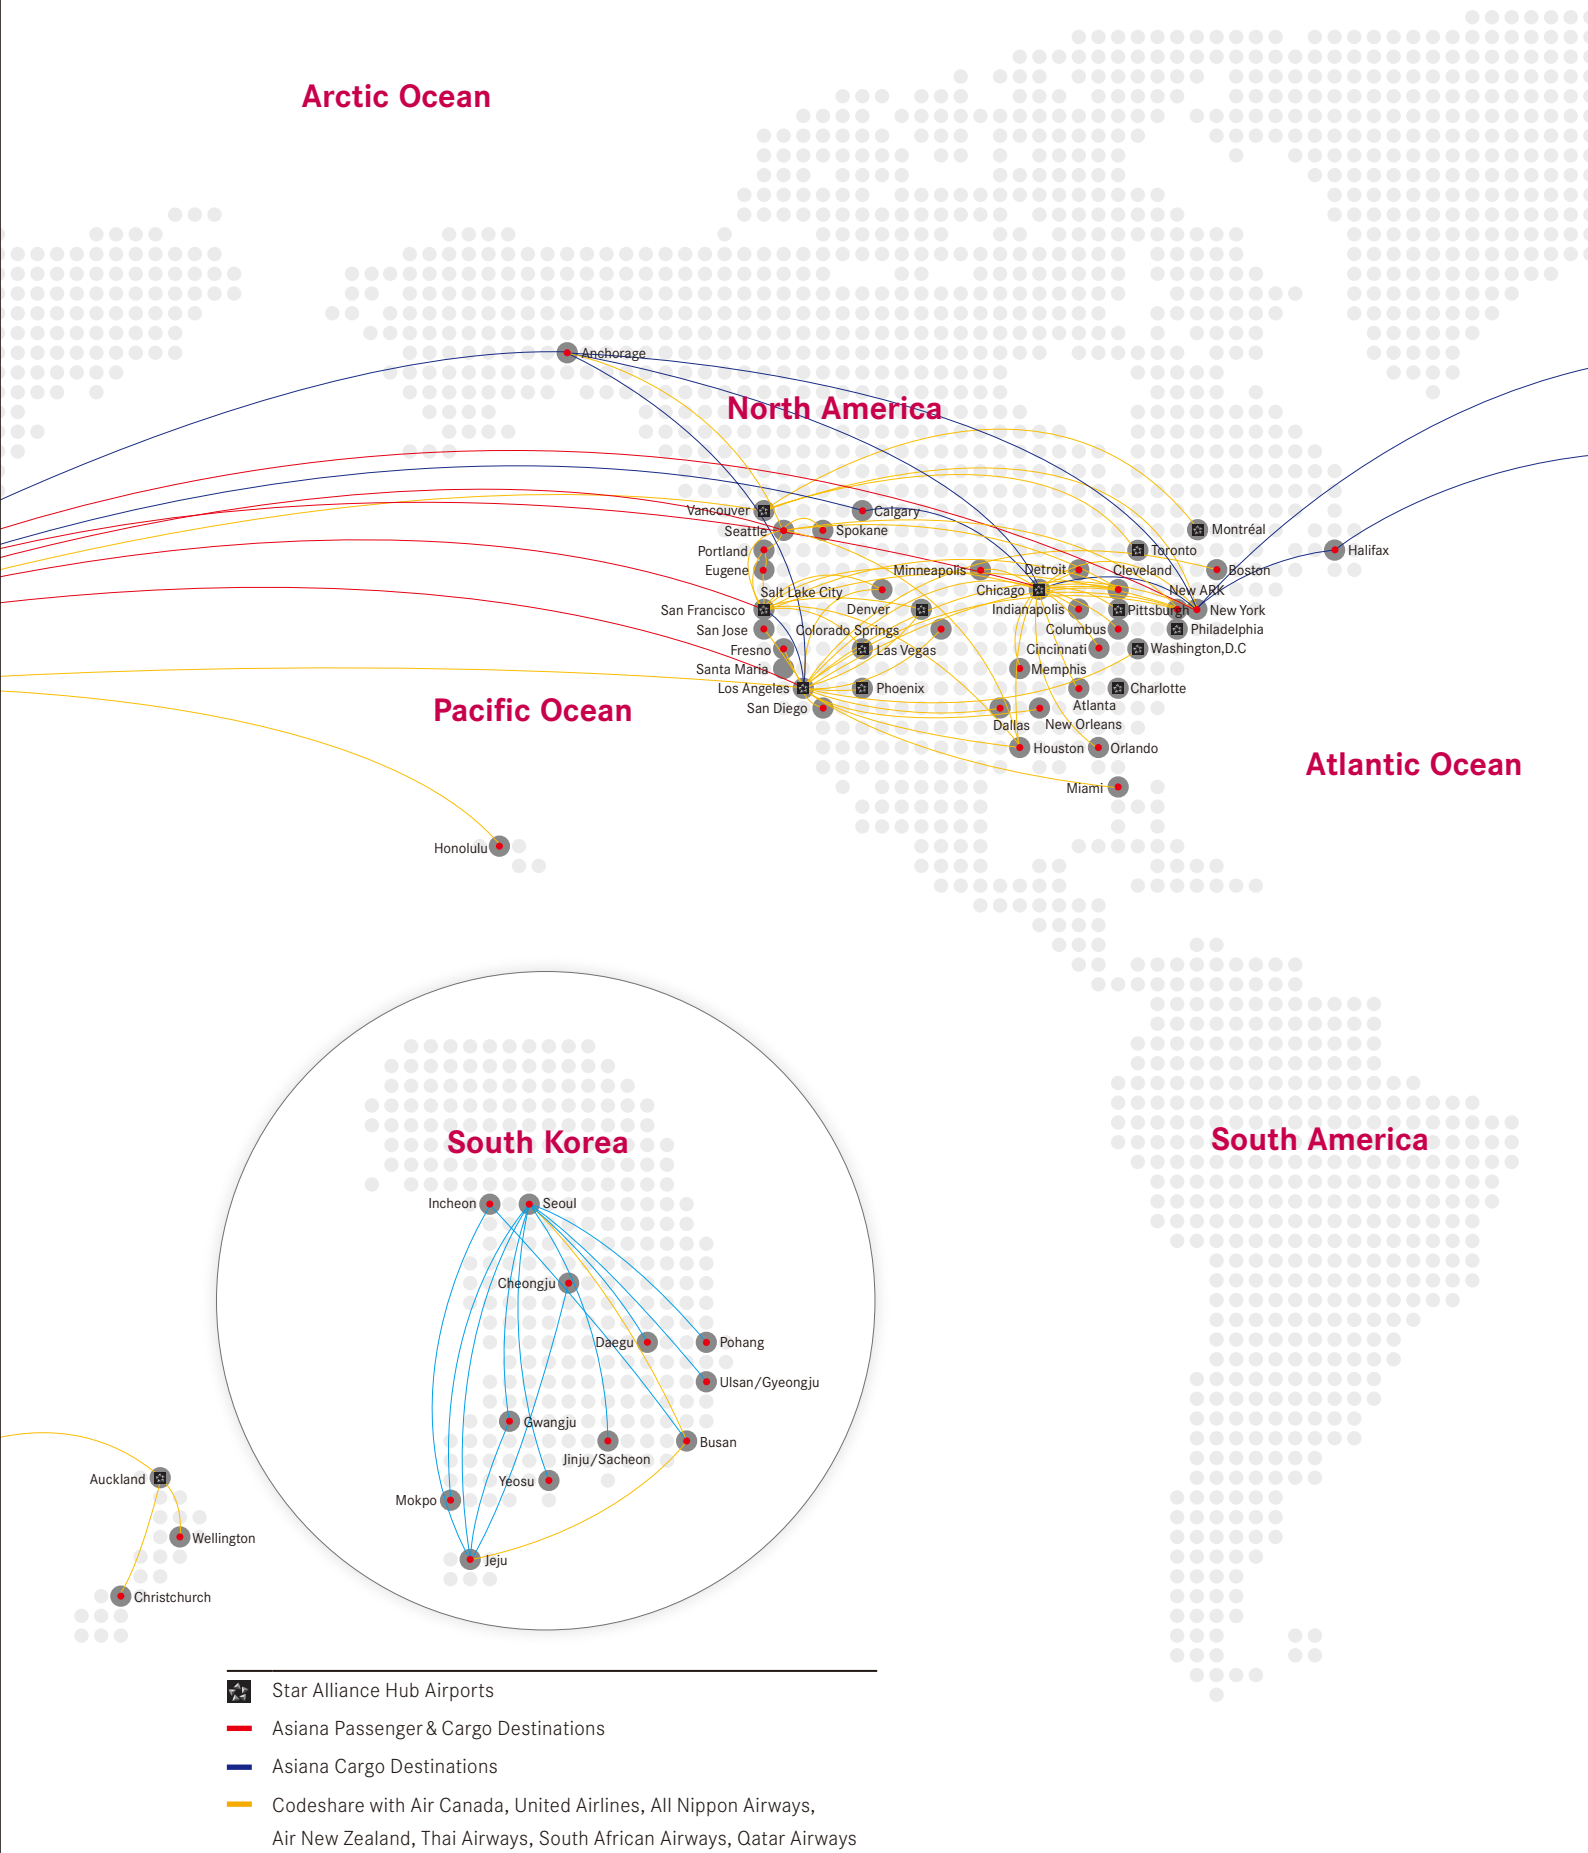 Arctic Ocean
Anchorage
North America
Vancouver
Calgary
Seattle
Spokane
Montréal
Portland
Toronto
Halifax
Eugene
Minneapolis
Detroit
Cleveland
Boston
Salt Lake City
Chicago
New ARK
San Francisco
Denver
Indianapolis
Pittsburgh
New York
San Jose
Colorado Springs
Columbus
Philadelphia
Fresno
Las Vegas
Cincinnati
Washington,D.C
Santa Maria
Memphis
Los Angeles
Phoenix
Charlotte
San Diego
Atlanta
Pacific Ocean
Dallas
New Orleans
Houston
Orlando
Atlantic Ocean
Miami
Honolulu
South Korea
South America
Incheon
Seoul
Cheongju
Daegu
Pohang
Ulsan/Gyeongju
Gwangju
Busan
Jinju/Sacheon
Yeosu
Mokpo
Jeju
Auckland
Wellington
Christchurch
Star Alliance Hub Airports
Asiana Passenger & Cargo Destinations
Asiana Cargo Destinations
Codeshare with Air Canada, United Airlines, All Nippon Airways,
Air New Zealand, Thai Airways, South African Airways, Qatar Airways